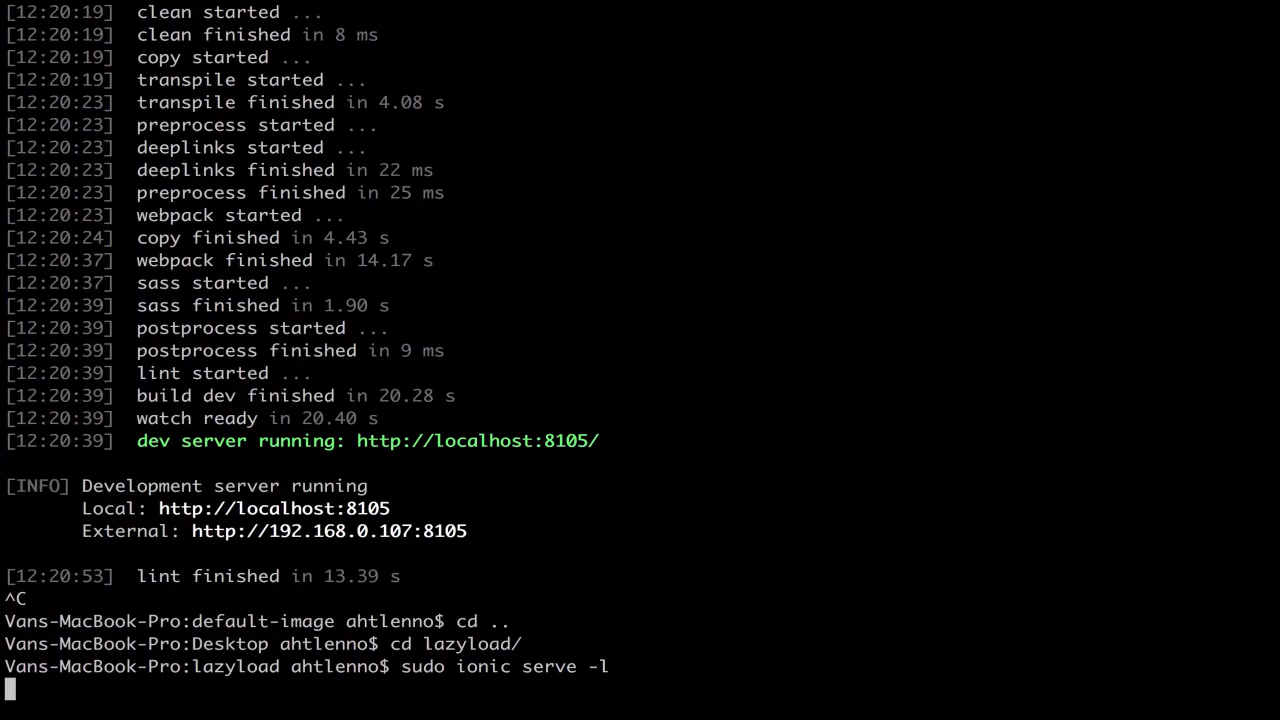 [12:20:19]  clean started ...
[12:20:19]  clean finished in 8 ms
[12:20:19]  copy started ...
[12:20:19]  transpile started ...
[12:20:23]  transpile finished in 4.08 s
[12:20:23]  preprocess started ...
[12:20:23]  deeplinks started ...
[12:20:23]  deeplinks finished in 22 ms
[12:20:23]  preprocess finished in 25 ms
[12:20:23]  webpack started ...
[12:20:24]  copy finished in 4.43 s
[12:20:37]  webpack finished in 14.17 s
[12:20:37]  sass started ...
[12:20:39]  sass finished in 1.90 s
[12:20:39]  postprocess started ...
[12:20:39]  postprocess finished in 9 ms
[12:20:39]  lint started ...
[12:20:39]  build dev finished in 20.28 s
[12:20:39]  watch ready in 20.40 s
[12:20:39]  dev server running: http://localhost:8105/
[INFO] Development server running
Local: http://localhost:8105
External: http://192.168.0.107:8105
[12:20:53]  lint finished in 13.39 s
^C
Vans-MacBook-Pro:default-image ahtlenno$ cd ..
Vans-MacBook-Pro:Desktop ahtlenno$ cd lazyload/
Vans-MacBook-Pro:lazyload ahtlenno$ sudo ionic serve -l